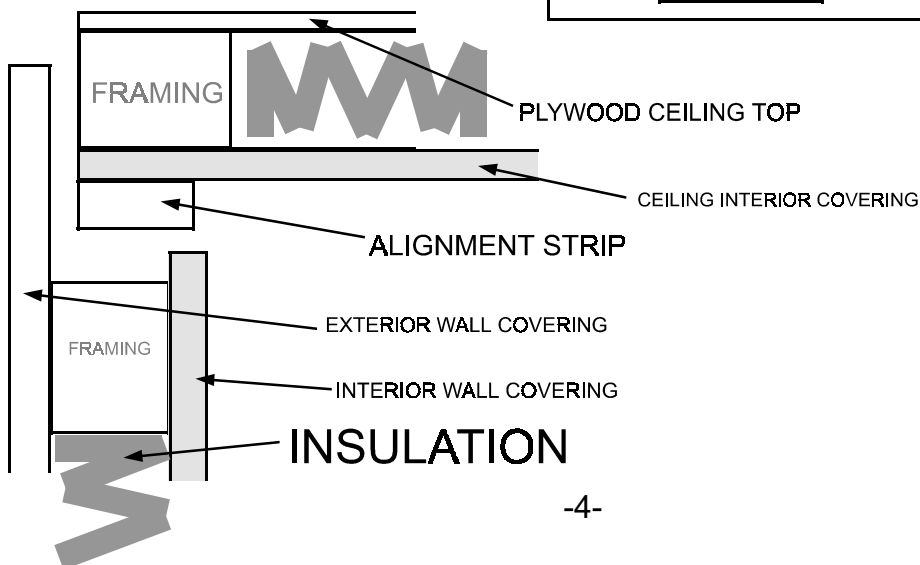 FRAMING
PLYWOOD CEILING TOP
CEILING INTERIOR COVERING
ALIGNMENT STRIP
EXTERIOR WALL COVERING
FRAMING
INTERIOR WALL COVERING
INSULATION
-4-